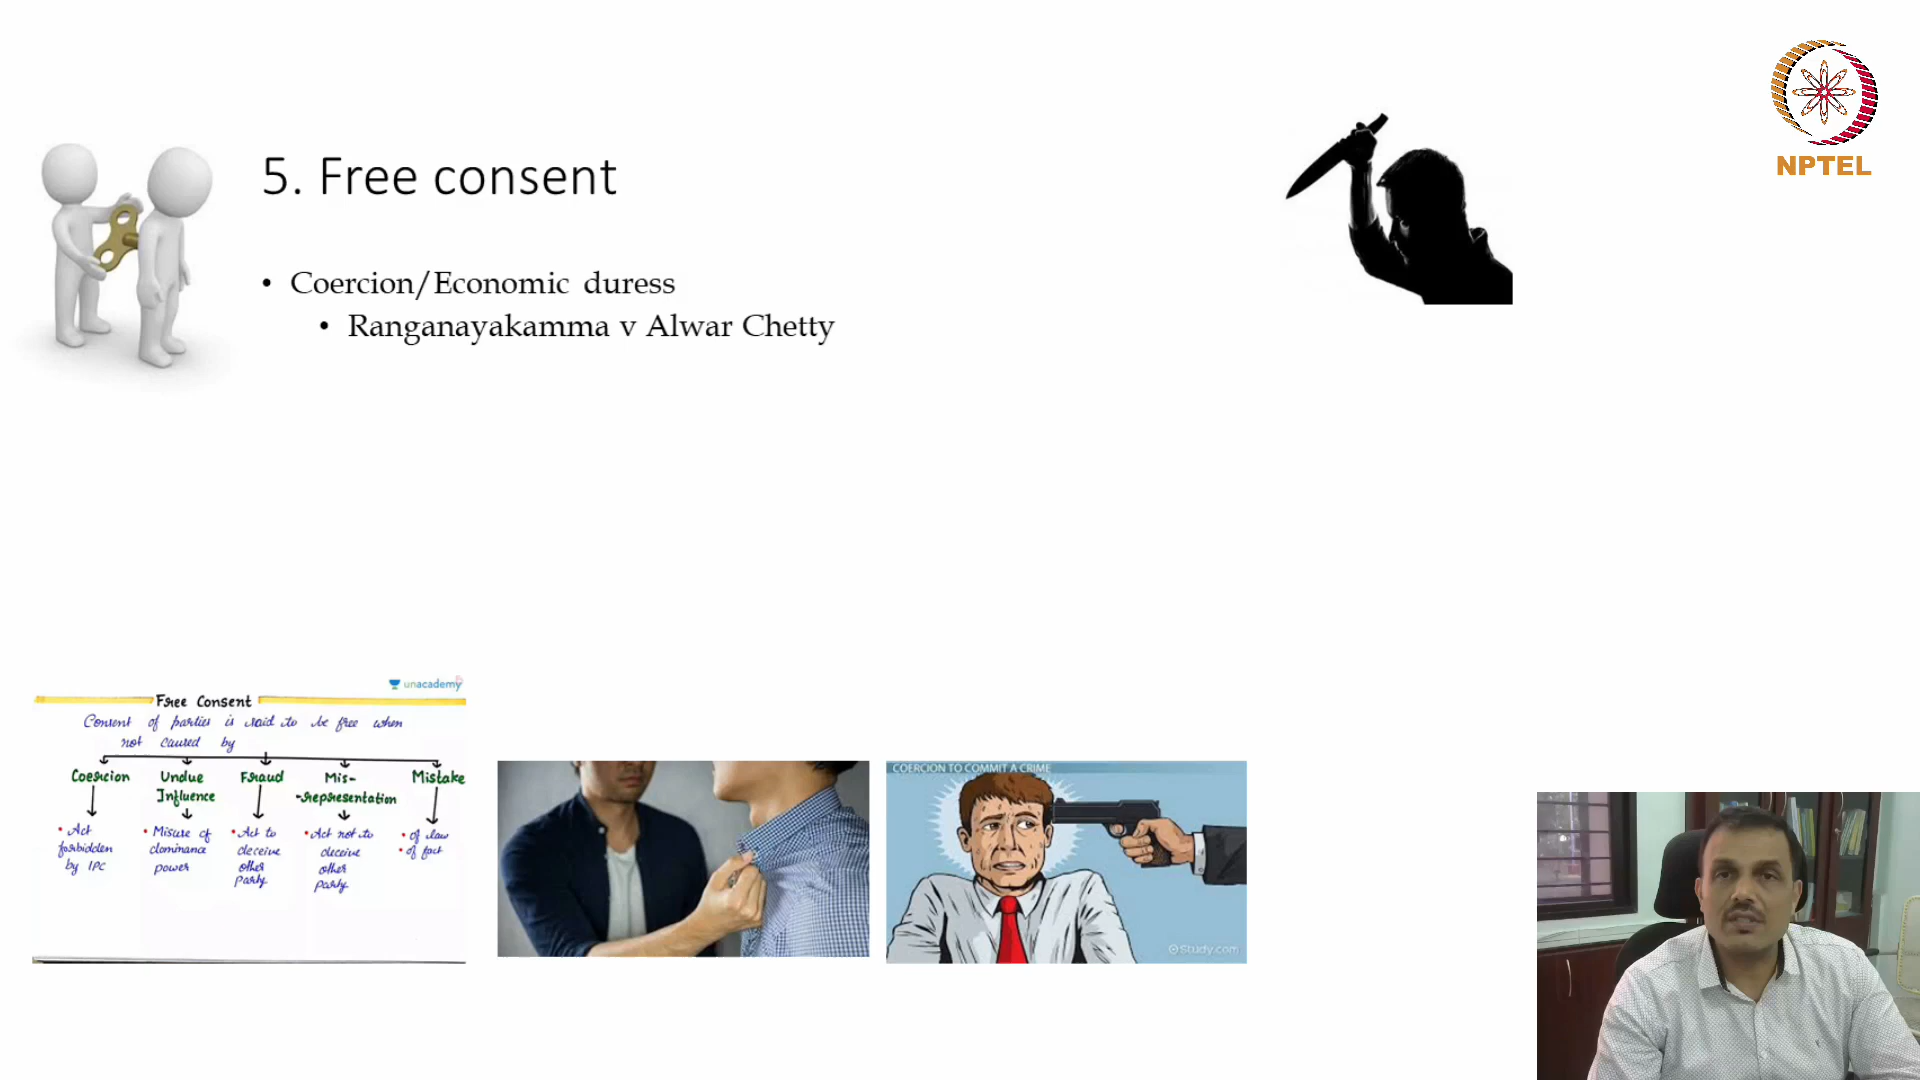 NPTEL
5. Free consent
• Coercion/Economic duress
• Ranganayakamma v Alwar Chetty
unacademy
Free Consent
Consent of parties is said to be free when
not caused by
Coercion Undue Influence Fraud Mis-representation Mistake
• Act forbidden by IPC
• Misuse of dominance power
• Act to deceive other party
• Act not to deceive other party
• of law
• of fact
COERCION TO COMMIT A CRIME
Study.com